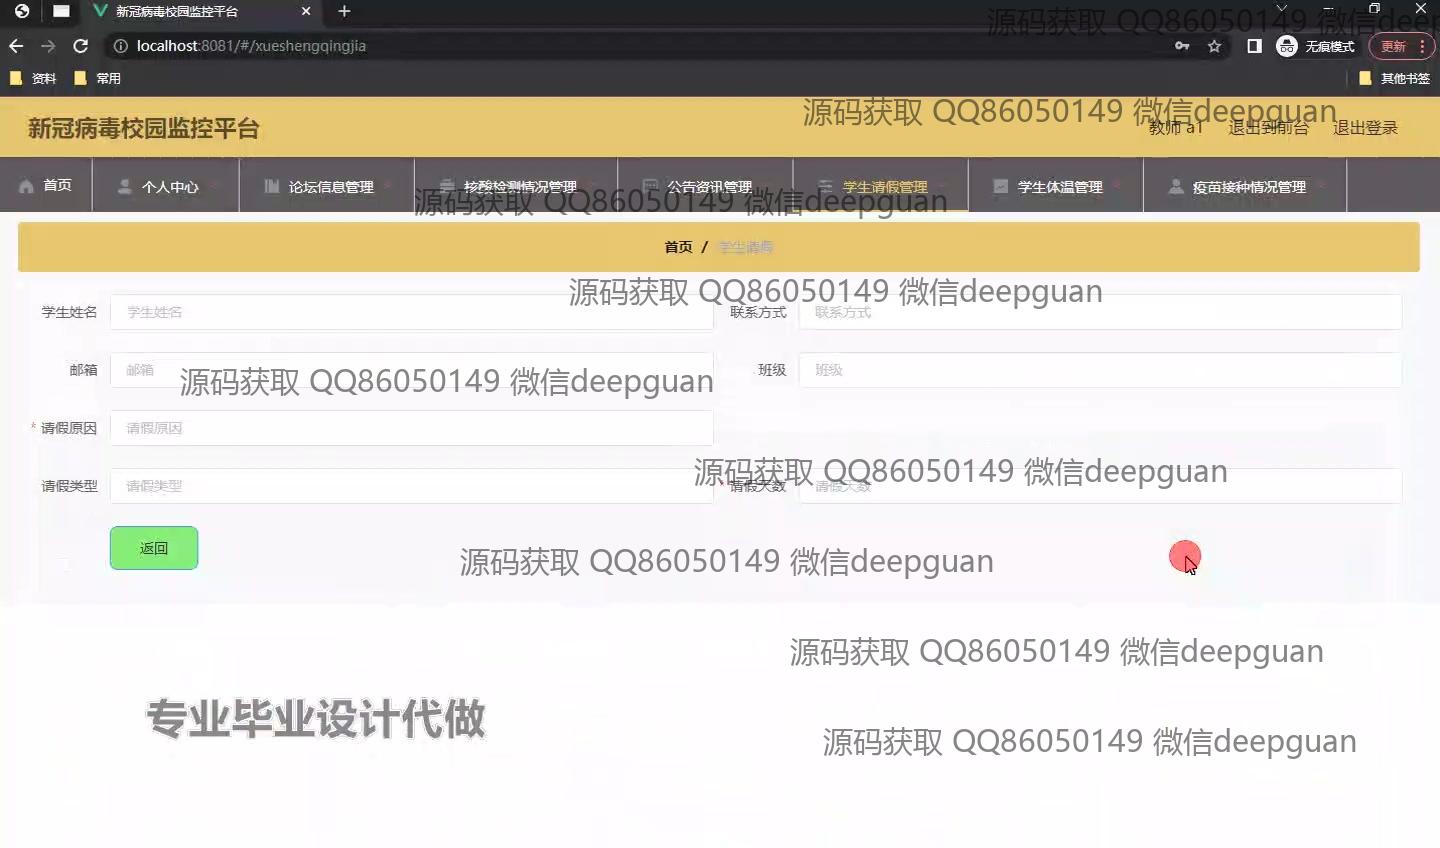 新冠病毒校园监控平台
源码获取 QQ86050149 微信deep
localhost:8081/#/xueshengqingjia
无痕模式 更新
资料 常用 其他书签
新冠病毒校园监控平台
源码获取 QQ86050149 微信deepguan
教师 a1 退出到前台 退出登录
首页 个人中心 论坛信息管理 核酸检测情况管理 公告资讯管理 学生请假管理 学生体温管理 疫苗接种情况管理
源码获取 QQ86050149 微信deepguan
首页 / 学生请假
源码获取 QQ86050149 微信deepguan
学生姓名 学生姓名 联系方式 联系方式
邮箱 邮箱 班级 班级
源码获取 QQ86050149 微信deepguan
* 请假原因 请假原因
源码获取 QQ86050149 微信deepguan
请假类型 请假类型 * 请假天数 请假天数
返回
源码获取 QQ86050149 微信deepguan
源码获取 QQ86050149 微信deepguan
专业毕业设计代做
源码获取 QQ86050149 微信deepguan